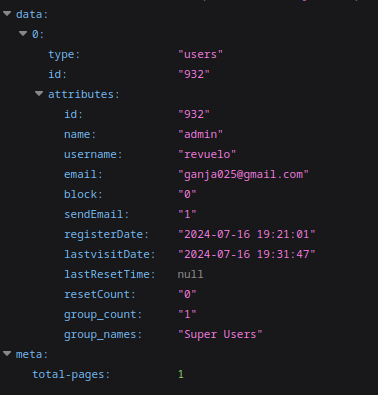 data:
0:
type: "users"
id: "932"
attributes:
id: "932"
name: "admin"
username: "revuelo"
email: "ganja025@gmail.com"
block: "0"
sendEmail: "1"
registerDate: "2024-07-16 19:21:01"
lastvisitDate: "2024-07-16 19:31:47"
lastResetTime: null
resetCount: "0"
group_count: "1"
group_names: "Super Users"
meta:
total-pages: 1